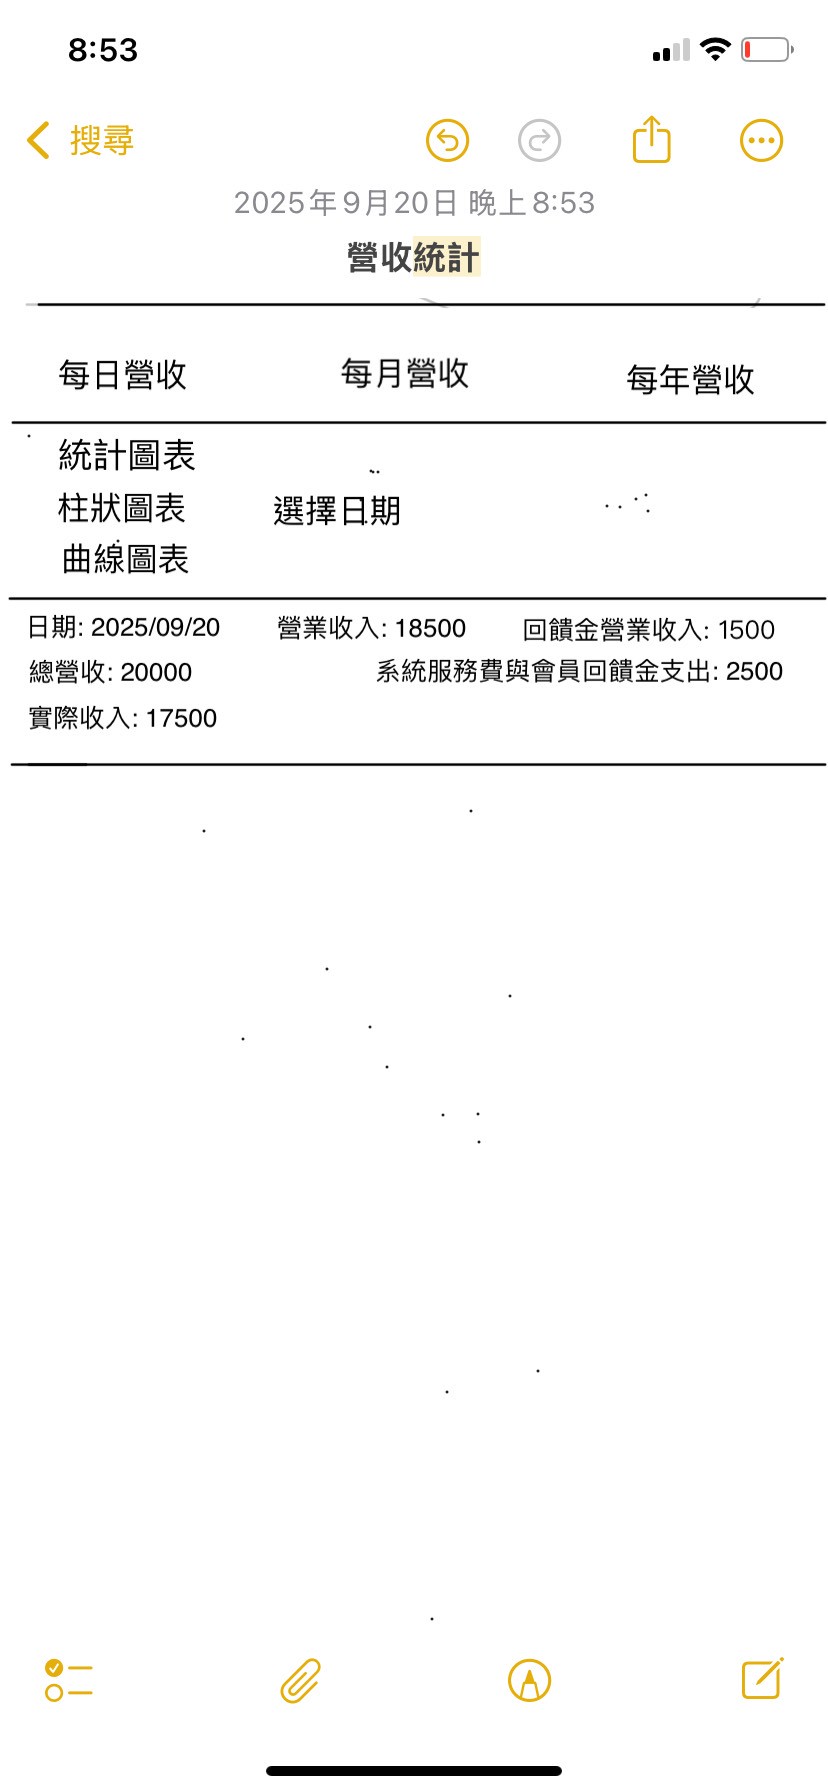 8:53
搜尋
2025年9月20日 晚上8:53
營收統計
每日營收 每月營收 每年營收
統計圖表
柱狀圖表 選擇日期
曲線圖表
日期: 2025/09/20 營業收入: 18500 回饋金營業收入: 1500
總營收: 20000 系統服務費與會員回饋金支出: 2500
實際收入: 17500